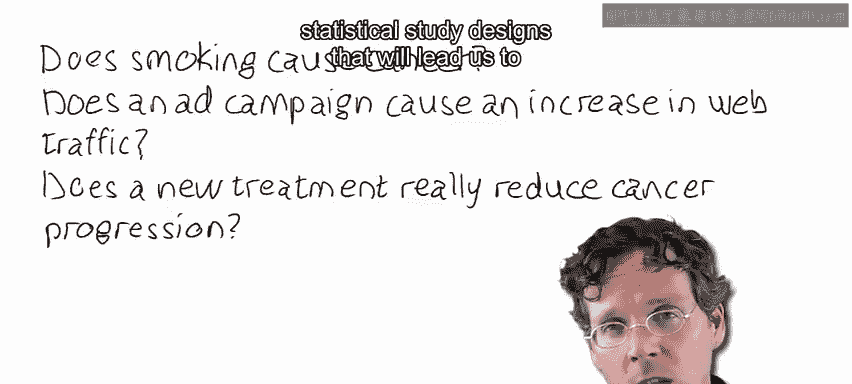 statistical study designs
that will lead us to
Does smoking
Does an ad campaign cause an increase in web
traffic?
Does a new treatment really reduce cancer
progression?